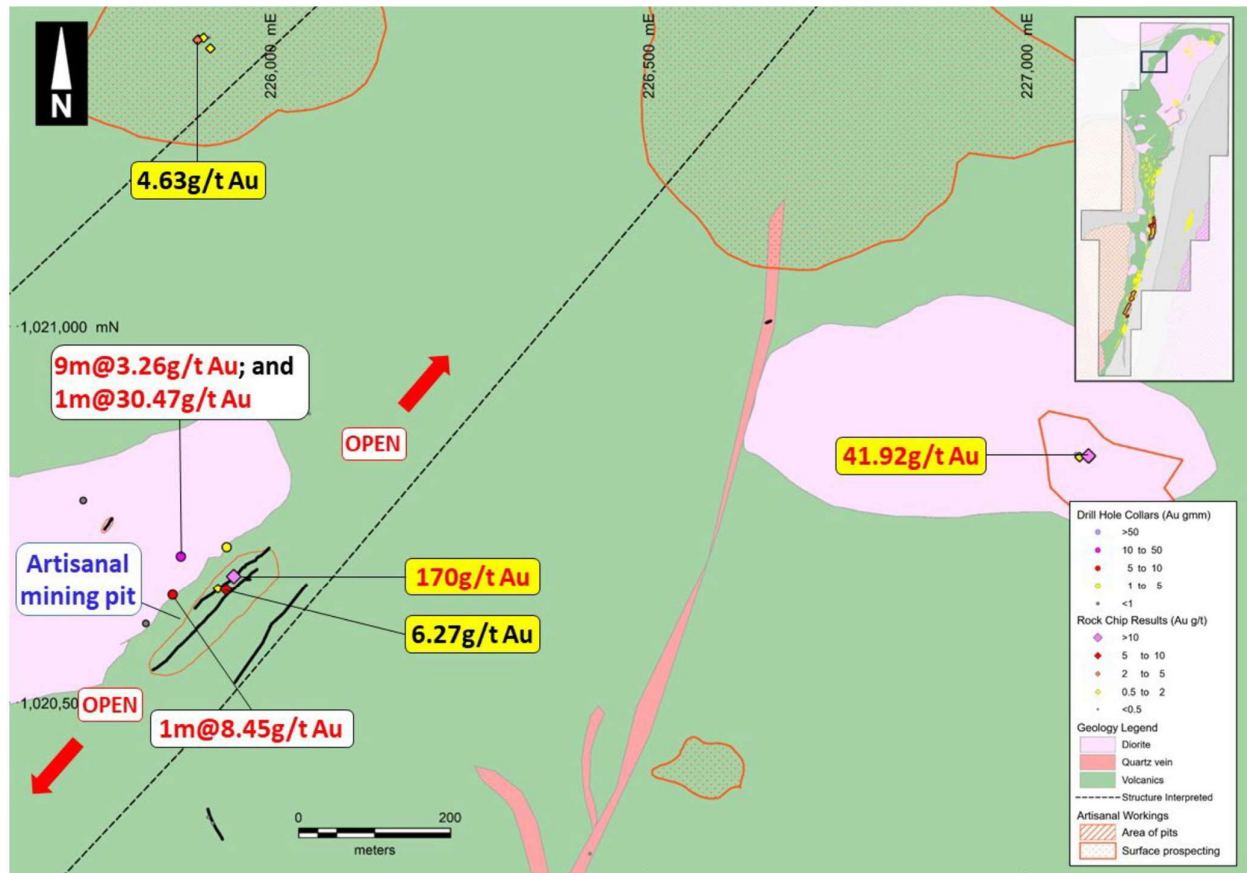 N
226,000 mE
226,500 mE
227,000 mE
4.63g/t Au
1,021,000 mN
9m@3.26g/t Au; and
1m@30.47g/t Au
OPEN
41.92g/t Au
Artisanal
mining pit
170g/t Au
6.27g/t Au
1,020,50
OPEN
1m@8.45g/t Au
0 200
meters
Drill Hole Collars (Au gmm)
>50
10 to 50
5 to 10
1 to 5
<1
Rock Chip Results (Au g/t)
>10
5 to 10
2 to 5
0.5 to 2
<0.5
Geology Legend
Diorite
Quartz vein
Volcanics
Structure Interpreted
Artisanal Workings
Area of pits
Surface prospecting